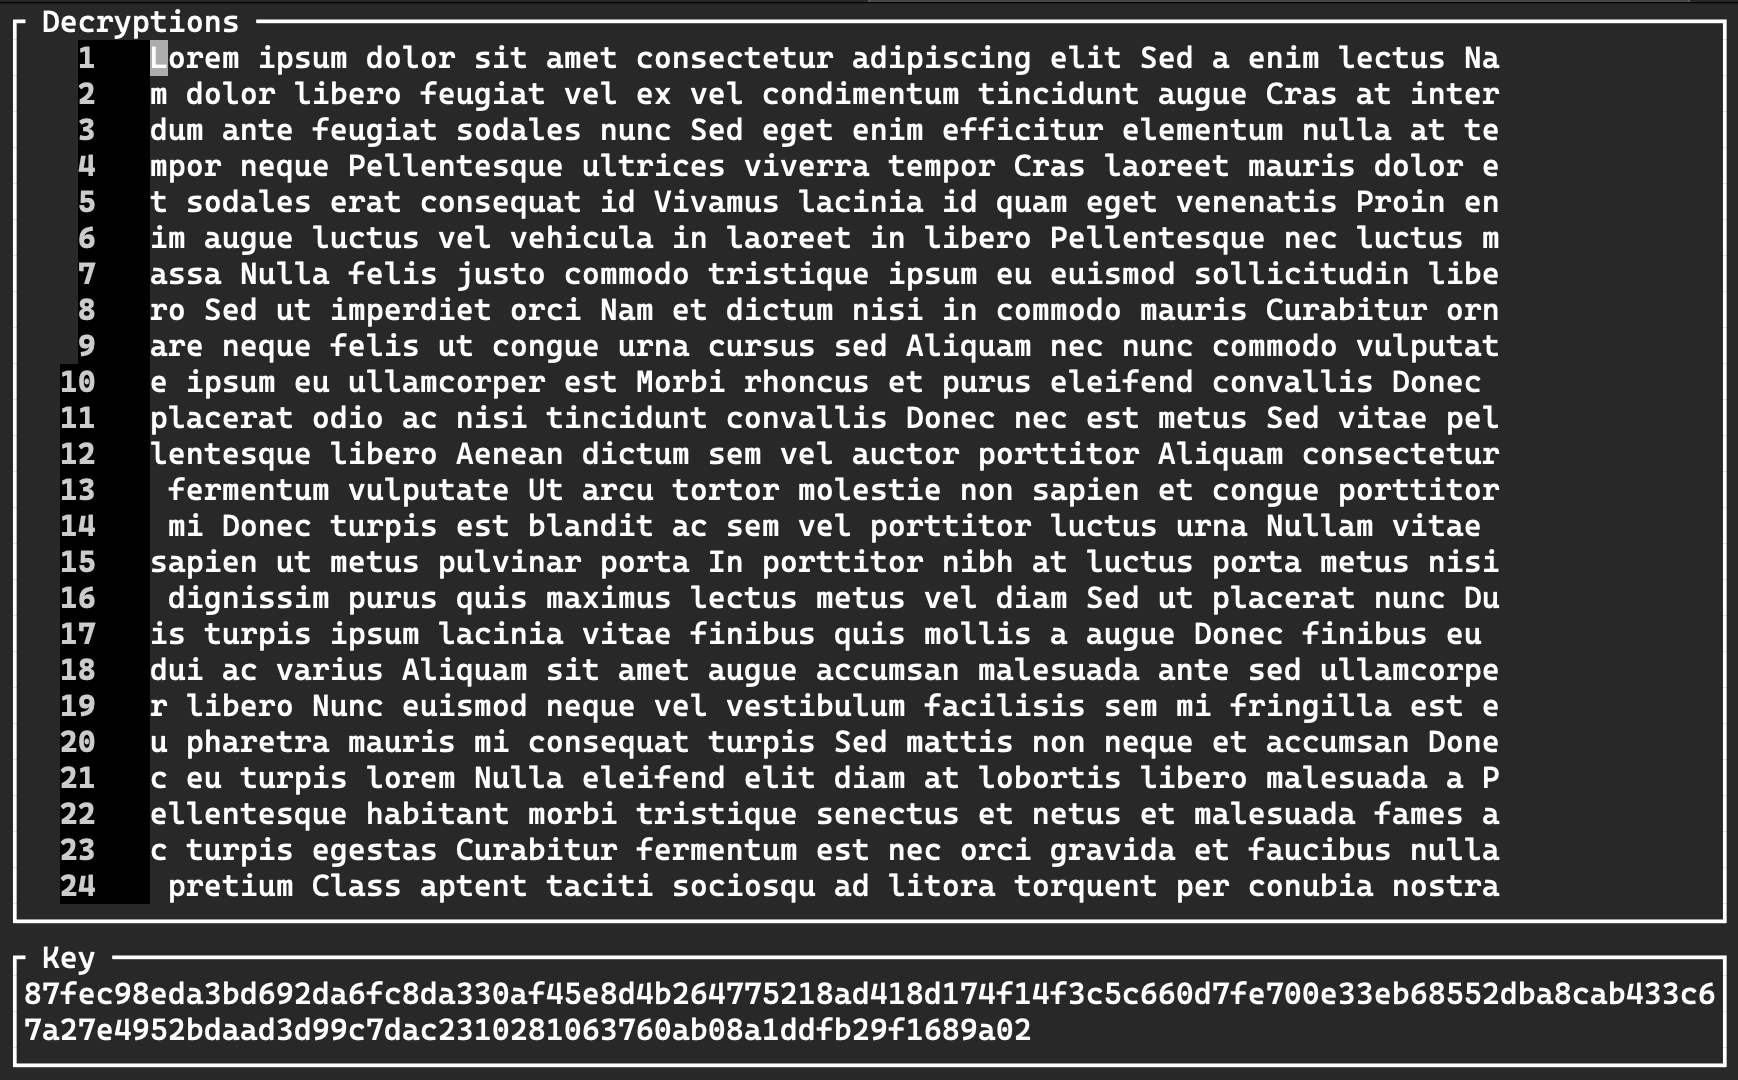 Decryptions
1 Lorem ipsum dolor sit amet consectetur adipiscing elit Sed a enim lectus Na
2 m dolor libero feugiat vel ex vel condimentum tincidunt augue Cras at inter
3 dum ante feugiat sodales nunc Sed eget enim efficitur elementum nulla at te
4 mpor neque Pellentesque ultrices viverra tempor Cras laoreet mauris dolor e
5 t sodales erat consequat id Vivamus lacinia id quam eget venenatis Proin en
6 im augue luctus vel vehicula in laoreet in libero Pellentesque nec luctus m
7 assa Nulla felis justo commodo tristique ipsum eu euismod sollicitudin libe
8 ro Sed ut imperdiet orci Nam et dictum nisi in commodo mauris Curabitur orn
9 are neque felis ut congue urna cursus sed Aliquam nec nunc commodo vulputat
10 e ipsum eu ullamcorper est Morbi rhoncus et purus eleifend convallis Donec
11 placerat odio ac nisi tincidunt convallis Donec nec est metus Sed vitae pel
12 lentesque libero Aenean dictum sem vel auctor porttitor Aliquam consectetur
13 fermentum vulputate Ut arcu tortor molestie non sapien et congue porttitor
14 mi Donec turpis est blandit ac sem vel porttitor luctus urna Nullam vitae
15 sapien ut metus pulvinar porta In porttitor nibh at luctus porta metus nisi
16 dignissim purus quis maximus lectus metus vel diam Sed ut placerat nunc Du
17 is turpis ipsum lacinia vitae finibus quis mollis a augue Donec finibus eu
18 dui ac varius Aliquam sit amet augue accumsan malesuada ante sed ullamcorpe
19 r libero Nunc euismod neque vel vestibulum facilisis sem mi fringilla est e
20 u pharetra mauris mi consequat turpis Sed mattis non neque et accumsan Done
21 c eu turpis lorem Nulla eleifend elit diam at lobortis libero malesuada a P
22 ellentesque habitant morbi tristique senectus et netus et malesuada fames a
23 c turpis egestas Curabitur fermentum est nec orci gravida et faucibus nulla
24 pretium Class aptent taciti sociosqu ad litora torquent per conubia nostra
Key
87fec98eda3bd692da6fc8da330af45e8d4b264775218ad418d174f14f3c5c660d7fe700e33eb68552dba8cab433c6
7a27e4952bdaad3d99c7dac2310281063760ab08a1ddfb29f1689a02